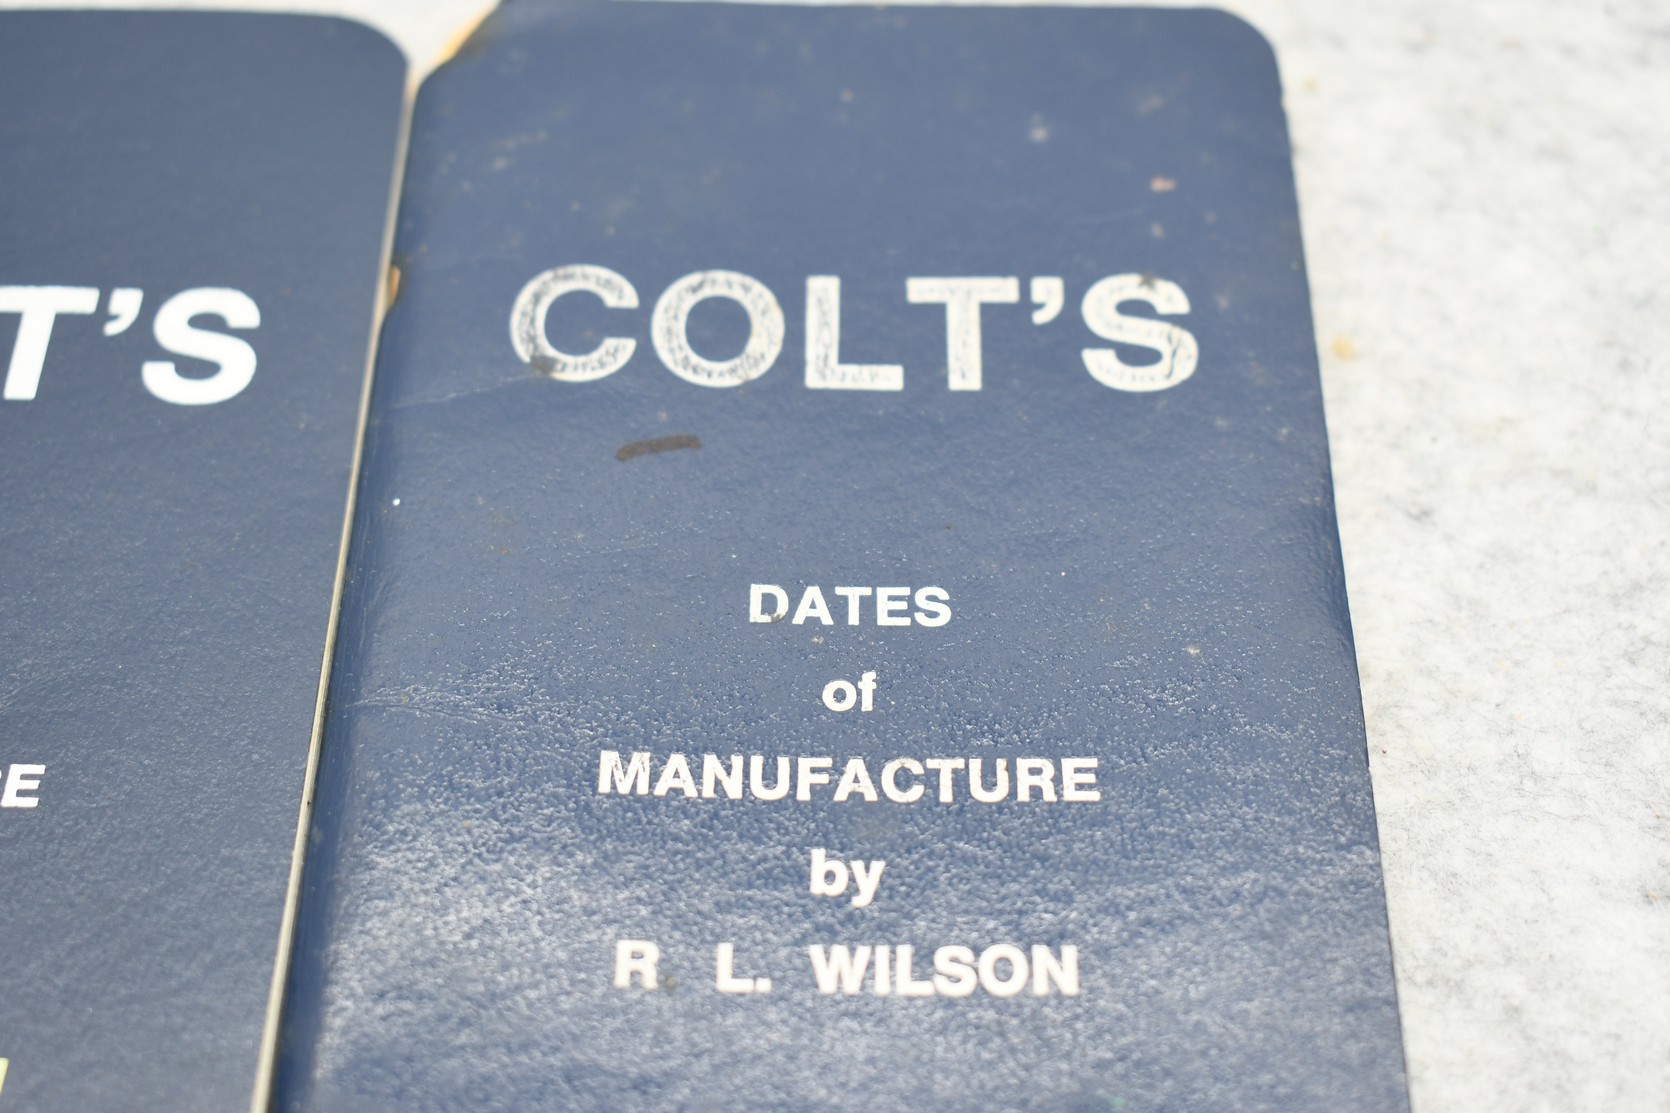 T'S
COLT'S
DATES
of
MANUFACTURE
by
R. L. WILSON